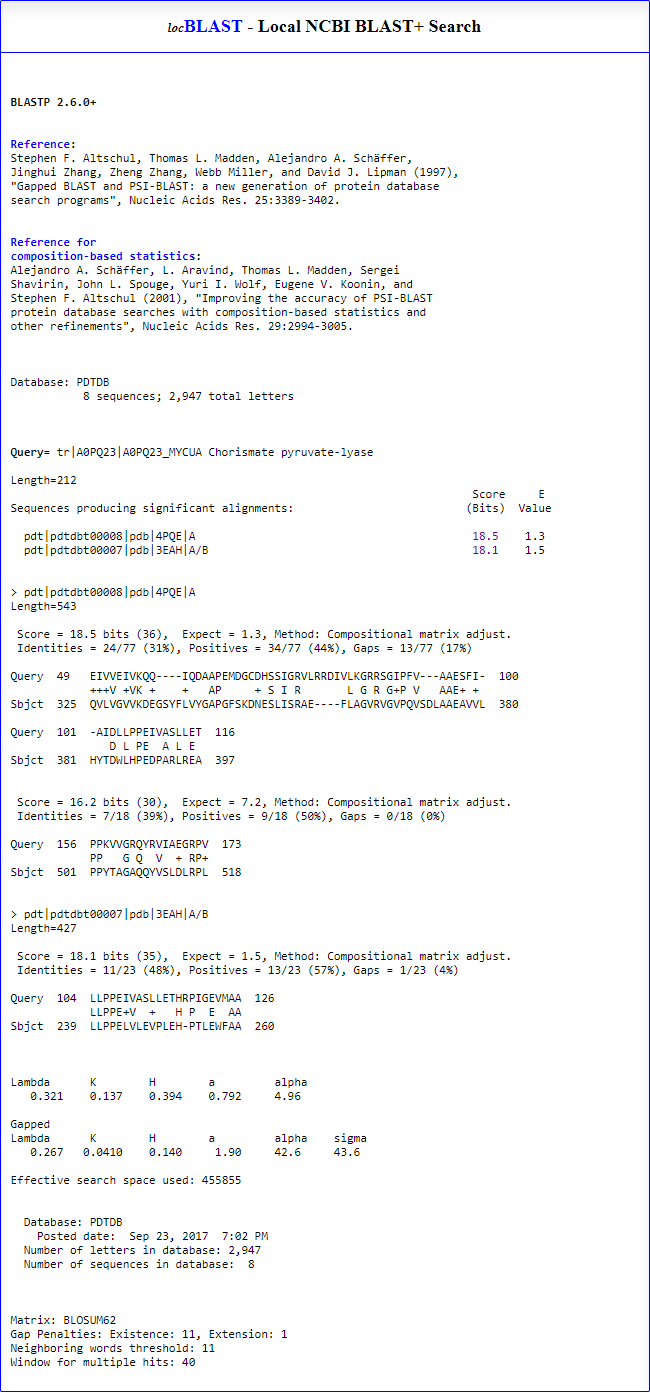 locBLAST - Local NCBI BLAST+ Search
BLASTP 2.6.0+
Reference:
Stephen F. Altschul, Thomas L. Madden, Alejandro A. Schäffer,
Jinghui Zhang, Zheng Zhang, Webb Miller, and David J. Lipman (1997),
"Gapped BLAST and PSI-BLAST: a new generation of protein database
search programs", Nucleic Acids Res. 25:3389-3402.
Reference for
composition-based statistics:
Alejandro A. Schäffer, L. Aravind, Thomas L. Madden, Sergei
Shavirin, John L. Spouge, Yuri I. Wolf, Eugene V. Koonin, and
Stephen F. Altschul (2001), "Improving the accuracy of PSI-BLAST
protein database searches with composition-based statistics and
other refinements", Nucleic Acids Res. 29:2994-3005.
Database: PDTDB
           8 sequences; 2,947 total letters
Query= tr|A0PQ23|A0PQ23_MYCUA Chorismate pyruvate-lyase
Length=212
                                                                      Score     E
Sequences producing significant alignments:                          (Bits)  Value
  pdt|pdtdbt00008|pdb|4PQE|A                                          18.5    1.3
  pdt|pdtdbt00007|pdb|3EAH|A/B                                        18.1    1.5
> pdt|pdtdbt00008|pdb|4PQE|A
Length=543
 Score = 18.5 bits (36),  Expect = 1.3, Method: Compositional matrix adjust.
 Identities = 24/77 (31%), Positives = 34/77 (44%), Gaps = 13/77 (17%)
Query  49   EIVVEIVKQQ----IQDAAPEMDGCDHSSIGRVLRRDIVLKGRRSGIPFV---AAESFI-  100
            +++V +VK +    +   AP     + S I R       L G R G+P V    AAE+ +
Sbjct  325  QVLVGVVKDEGSYFLVYGAPGFSKDNESLISRAE----FLAGVRVGVPQVSDLAAEAVVL  380
Query  101  -AIDLLPPEIVASLLET  116
               D L PE  A L E
Sbjct  381  HYTDWLHPEDPARLREA  397
 Score = 16.2 bits (30),  Expect = 7.2, Method: Compositional matrix adjust.
 Identities = 7/18 (39%), Positives = 9/18 (50%), Gaps = 0/18 (0%)
Query  156  PPKVVGRQYRVIAEGRPV  173
            PP   G Q  V  + RP+
Sbjct  501  PPYTAGAQQYVSLDLRPL  518
> pdt|pdtdbt00007|pdb|3EAH|A/B
Length=427
 Score = 18.1 bits (35),  Expect = 1.5, Method: Compositional matrix adjust.
 Identities = 11/23 (48%), Positives = 13/23 (57%), Gaps = 1/23 (4%)
Query  104  LLPPEIVASLLETHRPIGEVMAA  126
            LLPPE+V  +   H P  E  AA
Sbjct  239  LLPPELVLEVPLEH-PTLEWFAA  260
Lambda      K        H        a         alpha
   0.321    0.137    0.394    0.792     4.96
Gapped
Lambda      K        H        a         alpha    sigma
   0.267   0.0410    0.140     1.90     42.6     43.6
Effective search space used: 455855
  Database: PDTDB
    Posted date:  Sep 23, 2017  7:02 PM
  Number of letters in database: 2,947
  Number of sequences in database:  8
Matrix: BLOSUM62
Gap Penalties: Existence: 11, Extension: 1
Neighboring words threshold: 11
Window for multiple hits: 40